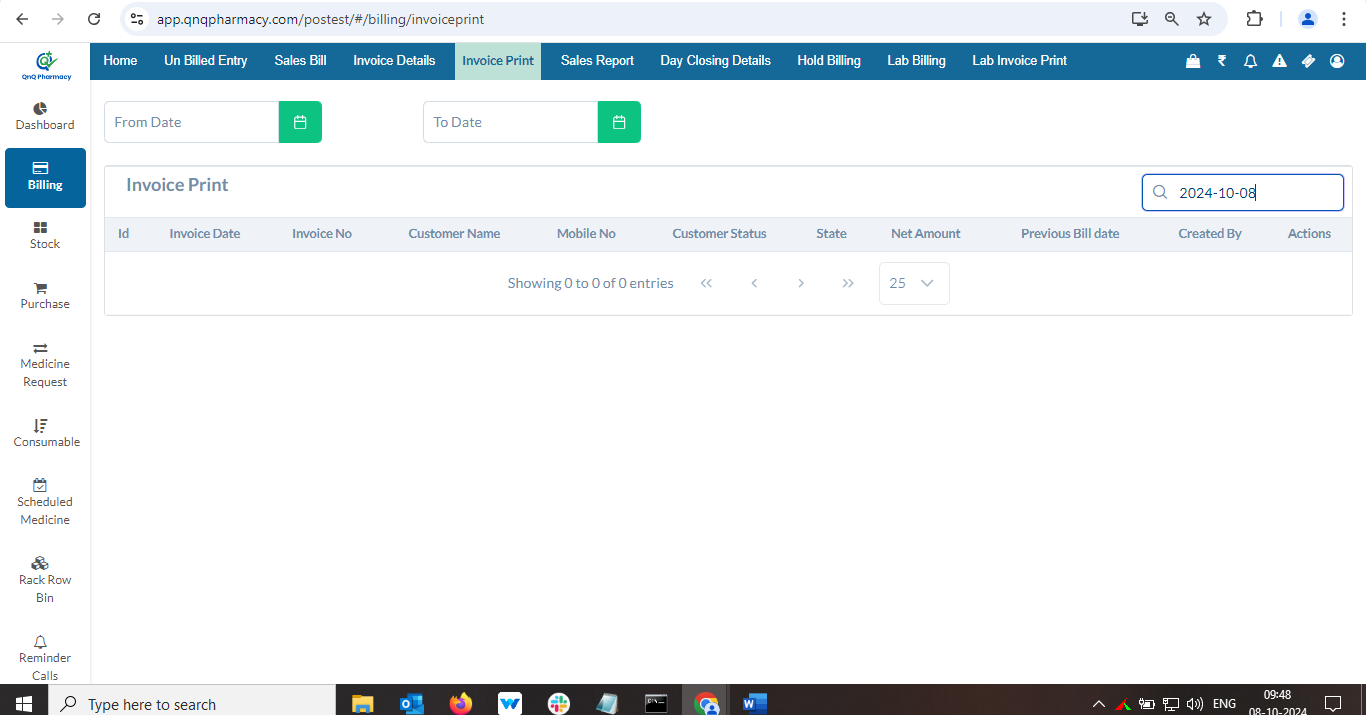 app.qnqpharmacy.com/postest/#/billing/invoiceprint
QnQ Pharmacy
Home Un Billed Entry Sales Bill Invoice Details Invoice Print Sales Report Day Closing Details Hold Billing Lab Billing Lab Invoice Print
Dashboard
Billing
Stock
Purchase
Medicine
Request
Consumable
Scheduled
Medicine
Rack Row
Bin
Reminder
Calls
From Date To Date
Invoice Print 2024-10-08
Id Invoice Date Invoice No Customer Name Mobile No Customer Status State Net Amount Previous Bill date Created By Actions
Showing 0 to 0 of 0 entries 25
Type here to search
ENG
09:48
08-10-2024